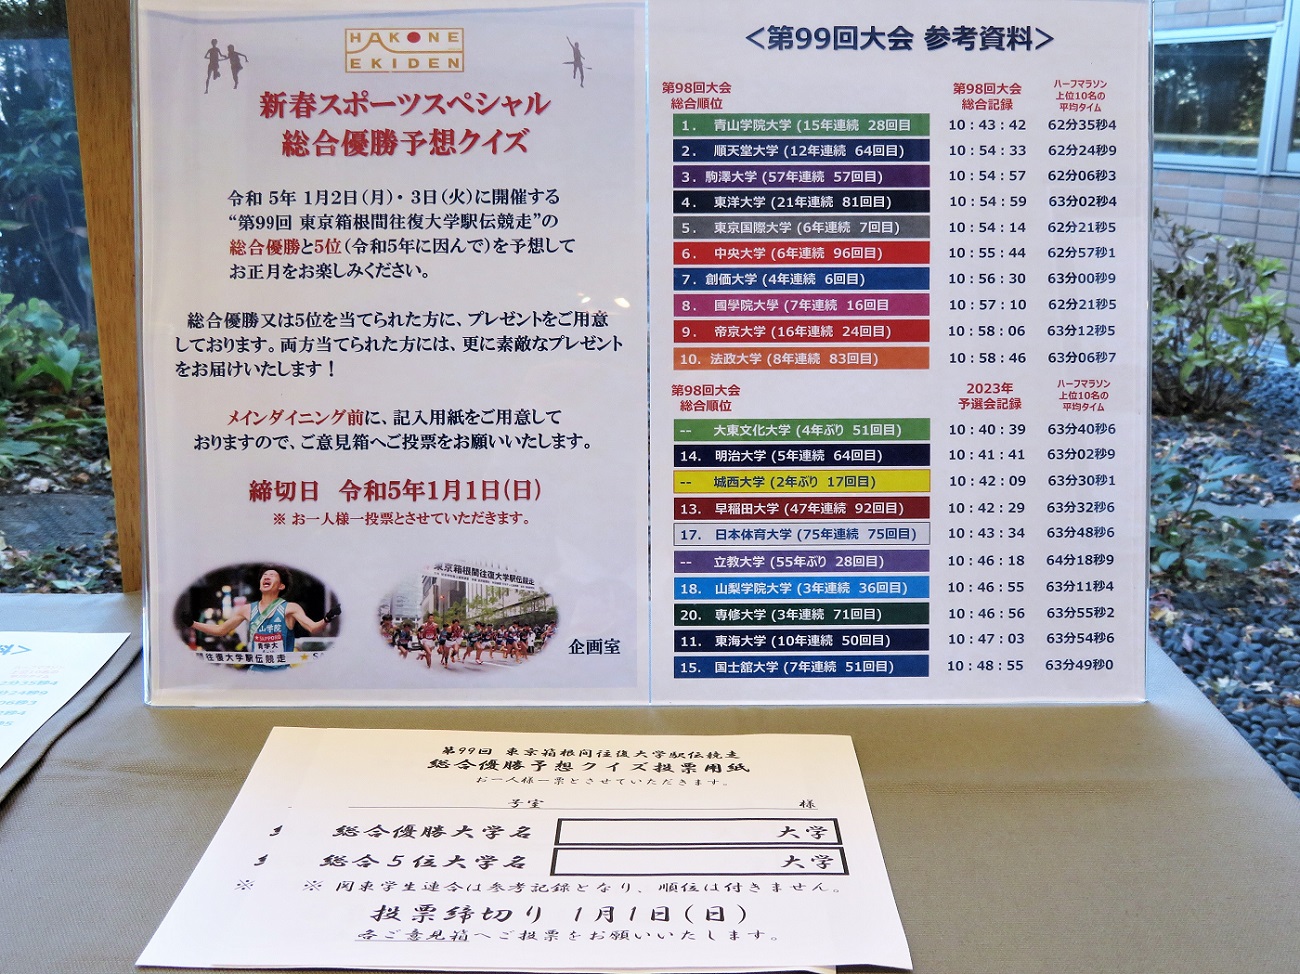 HAKONE
EKIDEN
新春スポーツスペシャル
総合優勝予想クイズ
令和 5年 1月2日(月)・3日(火)に開催する
“第99回 東京箱根間往復大学駅伝競走”の
総合優勝と5位(令和5年に因んで)を予想して
お正月をお楽しみください。
総合優勝又は5位を当てられた方に、プレゼントをご用意
しております。両方当てられた方には、更に素敵なプレゼント
をお届けいたします！
メインダイニング前に、記入用紙をご用意して
おりますので、ご意見箱へご投票をお願いいたします。
締切日 令和5年1月1日(日)
※ お一人様一投票とさせていただきます。
東京箱根間往復大学駅伝競走
山学院
SAPPORO
青学大
往復大学駅伝競走
企画室
＜第99回大会 参考資料＞
第98回大会 総合順位
第98回大会 総合記録
ハーフマラソン 上位10名の 平均タイム
1. 青山学院大学 (15年連続 28回目 10：43：42 62分35秒4
2. 順天堂大学 (12年連続 64回目) 10：54：33 62分24秒9
3. 駒澤大学 (57年連続 57回目) 10：54：57 62分06秒3
4. 東洋大学 (21年連続 81回目) 10：54：59 63分02秒4
5. 東京国際大学 (6年連続 7回目) 10：54：14 62分21秒5
6. 中央大学 (6年連続 96回目) 10：55：44 62分57秒1
7. 創価大学 (4年連続 6回目) 10：56：30 63分00秒9
8. 國學院大學 (7年連続 16回目 10：57：10 62分21秒5
9. 帝京大学 (16年連続 24回目) 10：58：06 63分12秒5
10. 法政大学 (8年連続 83回目) 10：58：46 63分06秒7
第98回大会 総合順位
2023年 予選会記録
ハーフマラソン 上位10名の 平均タイム
-- 大東文化大学 (4年ぶり 51回目) 10：40：39 63分40秒6
14. 明治大学 (5年連続 64回目) 10：41：41 63分02秒9
-- 城西大学 (2年ぶり 17回目) 10：42：09 63分30秒1
13. 早稲田大学 (47年連続 92回目) 10：42：29 63分32秒6
17. 日本体育大学 (75年連続 75回目) 10：43：34 63分48秒6
-- 立教大学 (55年ぶり 28回目) 10：46：18 64分18秒9
18. 山梨学院大学 (3年連続 36回目) 10：46：55 63分11秒4
20. 専修大学 (3年連続 71回目) 10：46：56 63分55秒2
11. 東海大学 (10年連続 50回目) 10：47：03 63分54秒6
15. 国士舘大学 (7年連続 51回目) 10：48：55 63分49秒0
第99回 東京箱根間往復大学駅伝競走
総合優勝予想クイズ投票用紙
お一人様一票とさせていただきます。
号室 様
総合優勝大学名 大学
総合5位大学名 大学
※ ※ 関東学生連合は参考記録となり、順位は付きません。
投票締切り 1月1日(日)
各ご意見箱へご投票をお願いいたします。